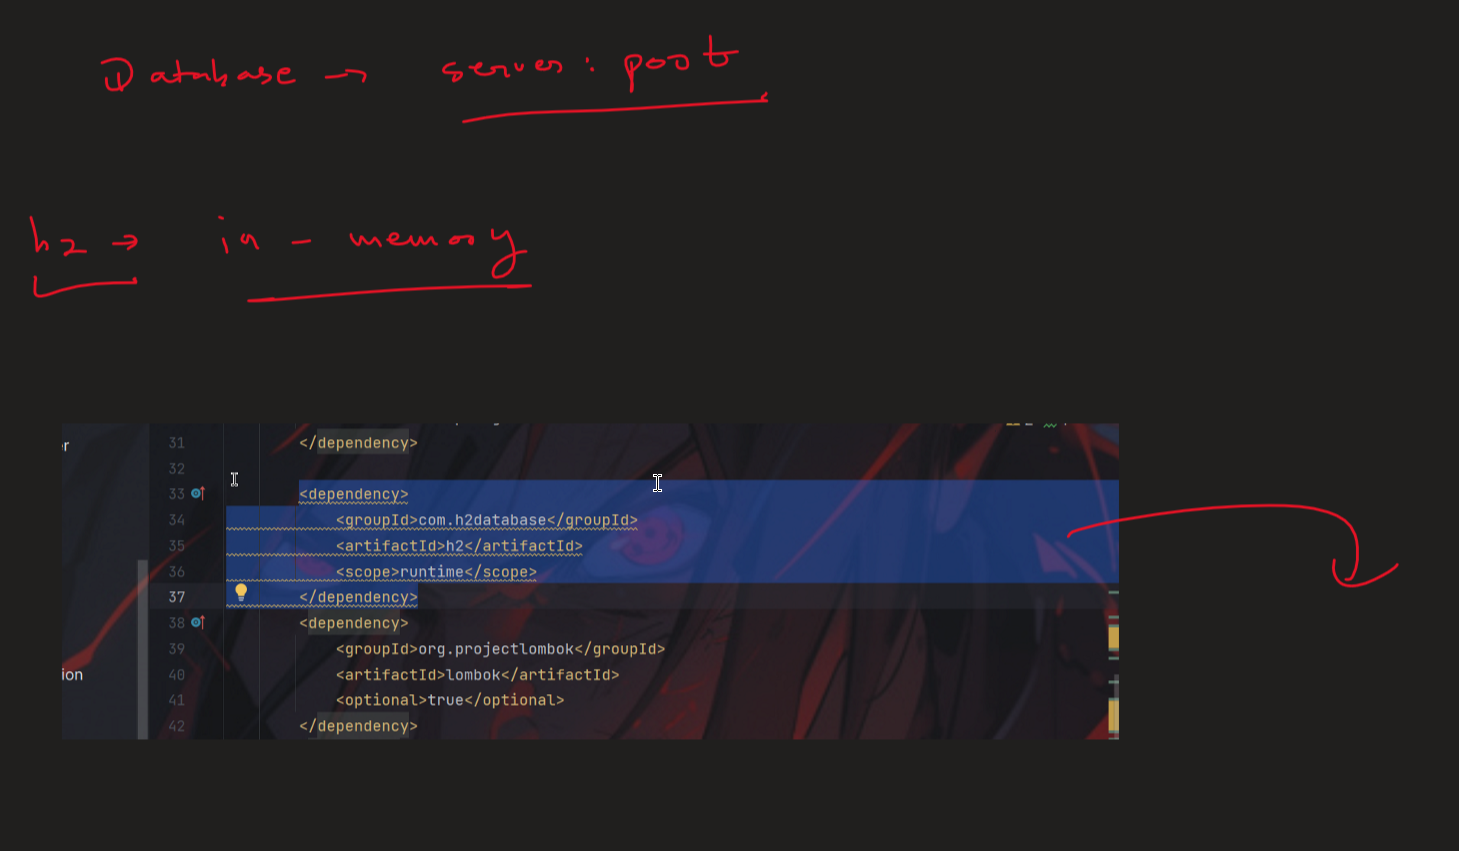 Database → server: port
h2 → in - memory
31 </dependency>
32
33 <dependency>
34 <groupId>com.h2database</groupId>
35 <artifactId>h2</artifactId>
36 <scope>runtime</scope>
37 </dependency>
38 <dependency>
39 <groupId>org.projectlombok</groupId>
40 <artifactId>lombok</artifactId>
41 <optional>true</optional>
42 </dependency>
er
ion